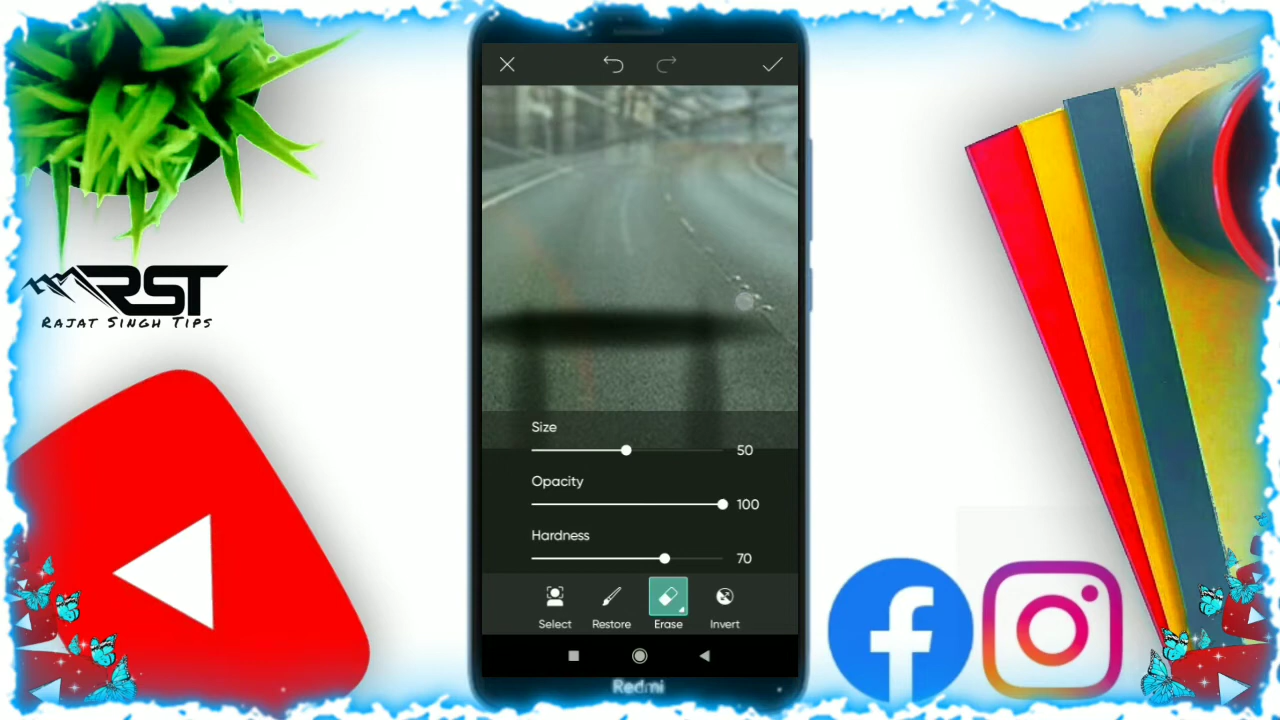 RST
RAJAT SINGH TIPS
Size
50
Opacity
100
Hardness
70
Select Restore Erase Invert
Redmi